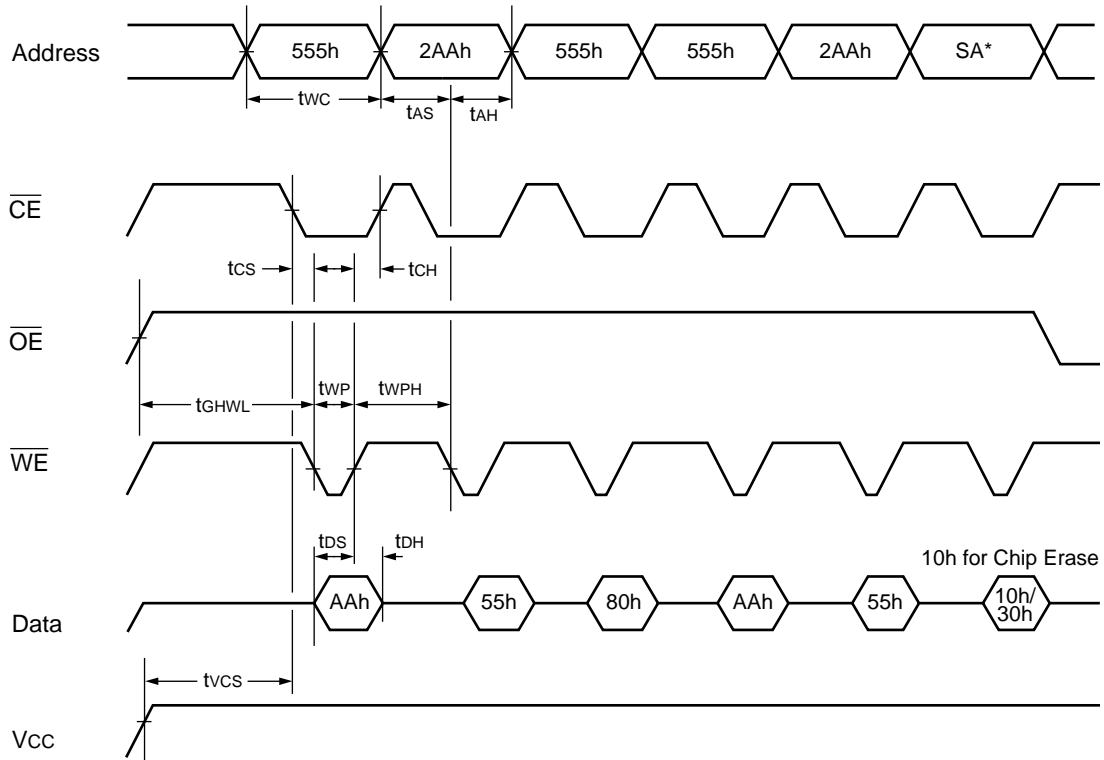 Address 555h 2AAh 555h 555h 2AAh SA*
tWC tAS tAH
CE
tCS tCH
OE
tGHWL tWP tWPH
WE
tDS tDH
10h for Chip Erase
Data AAh 55h 80h AAh 55h 10h/
30h
tVCS
VCC